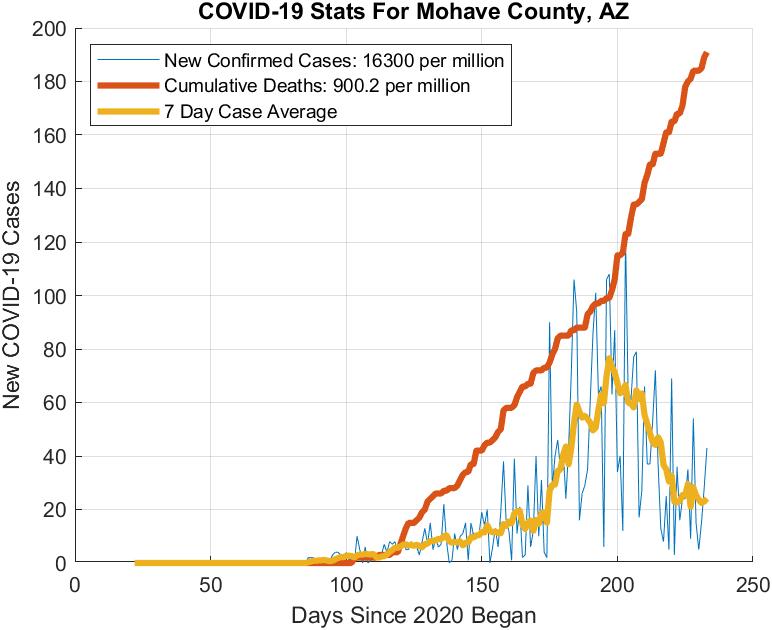 COVID-19 Stats For Mohave County, AZ
New Confirmed Cases: 16300 per million
Cumulative Deaths: 900.2 per million
7 Day Case Average
New COVID-19 Cases
200
180
160
140
120
100
80
60
40
20
0
0 50 100 150 200 250
Days Since 2020 Began